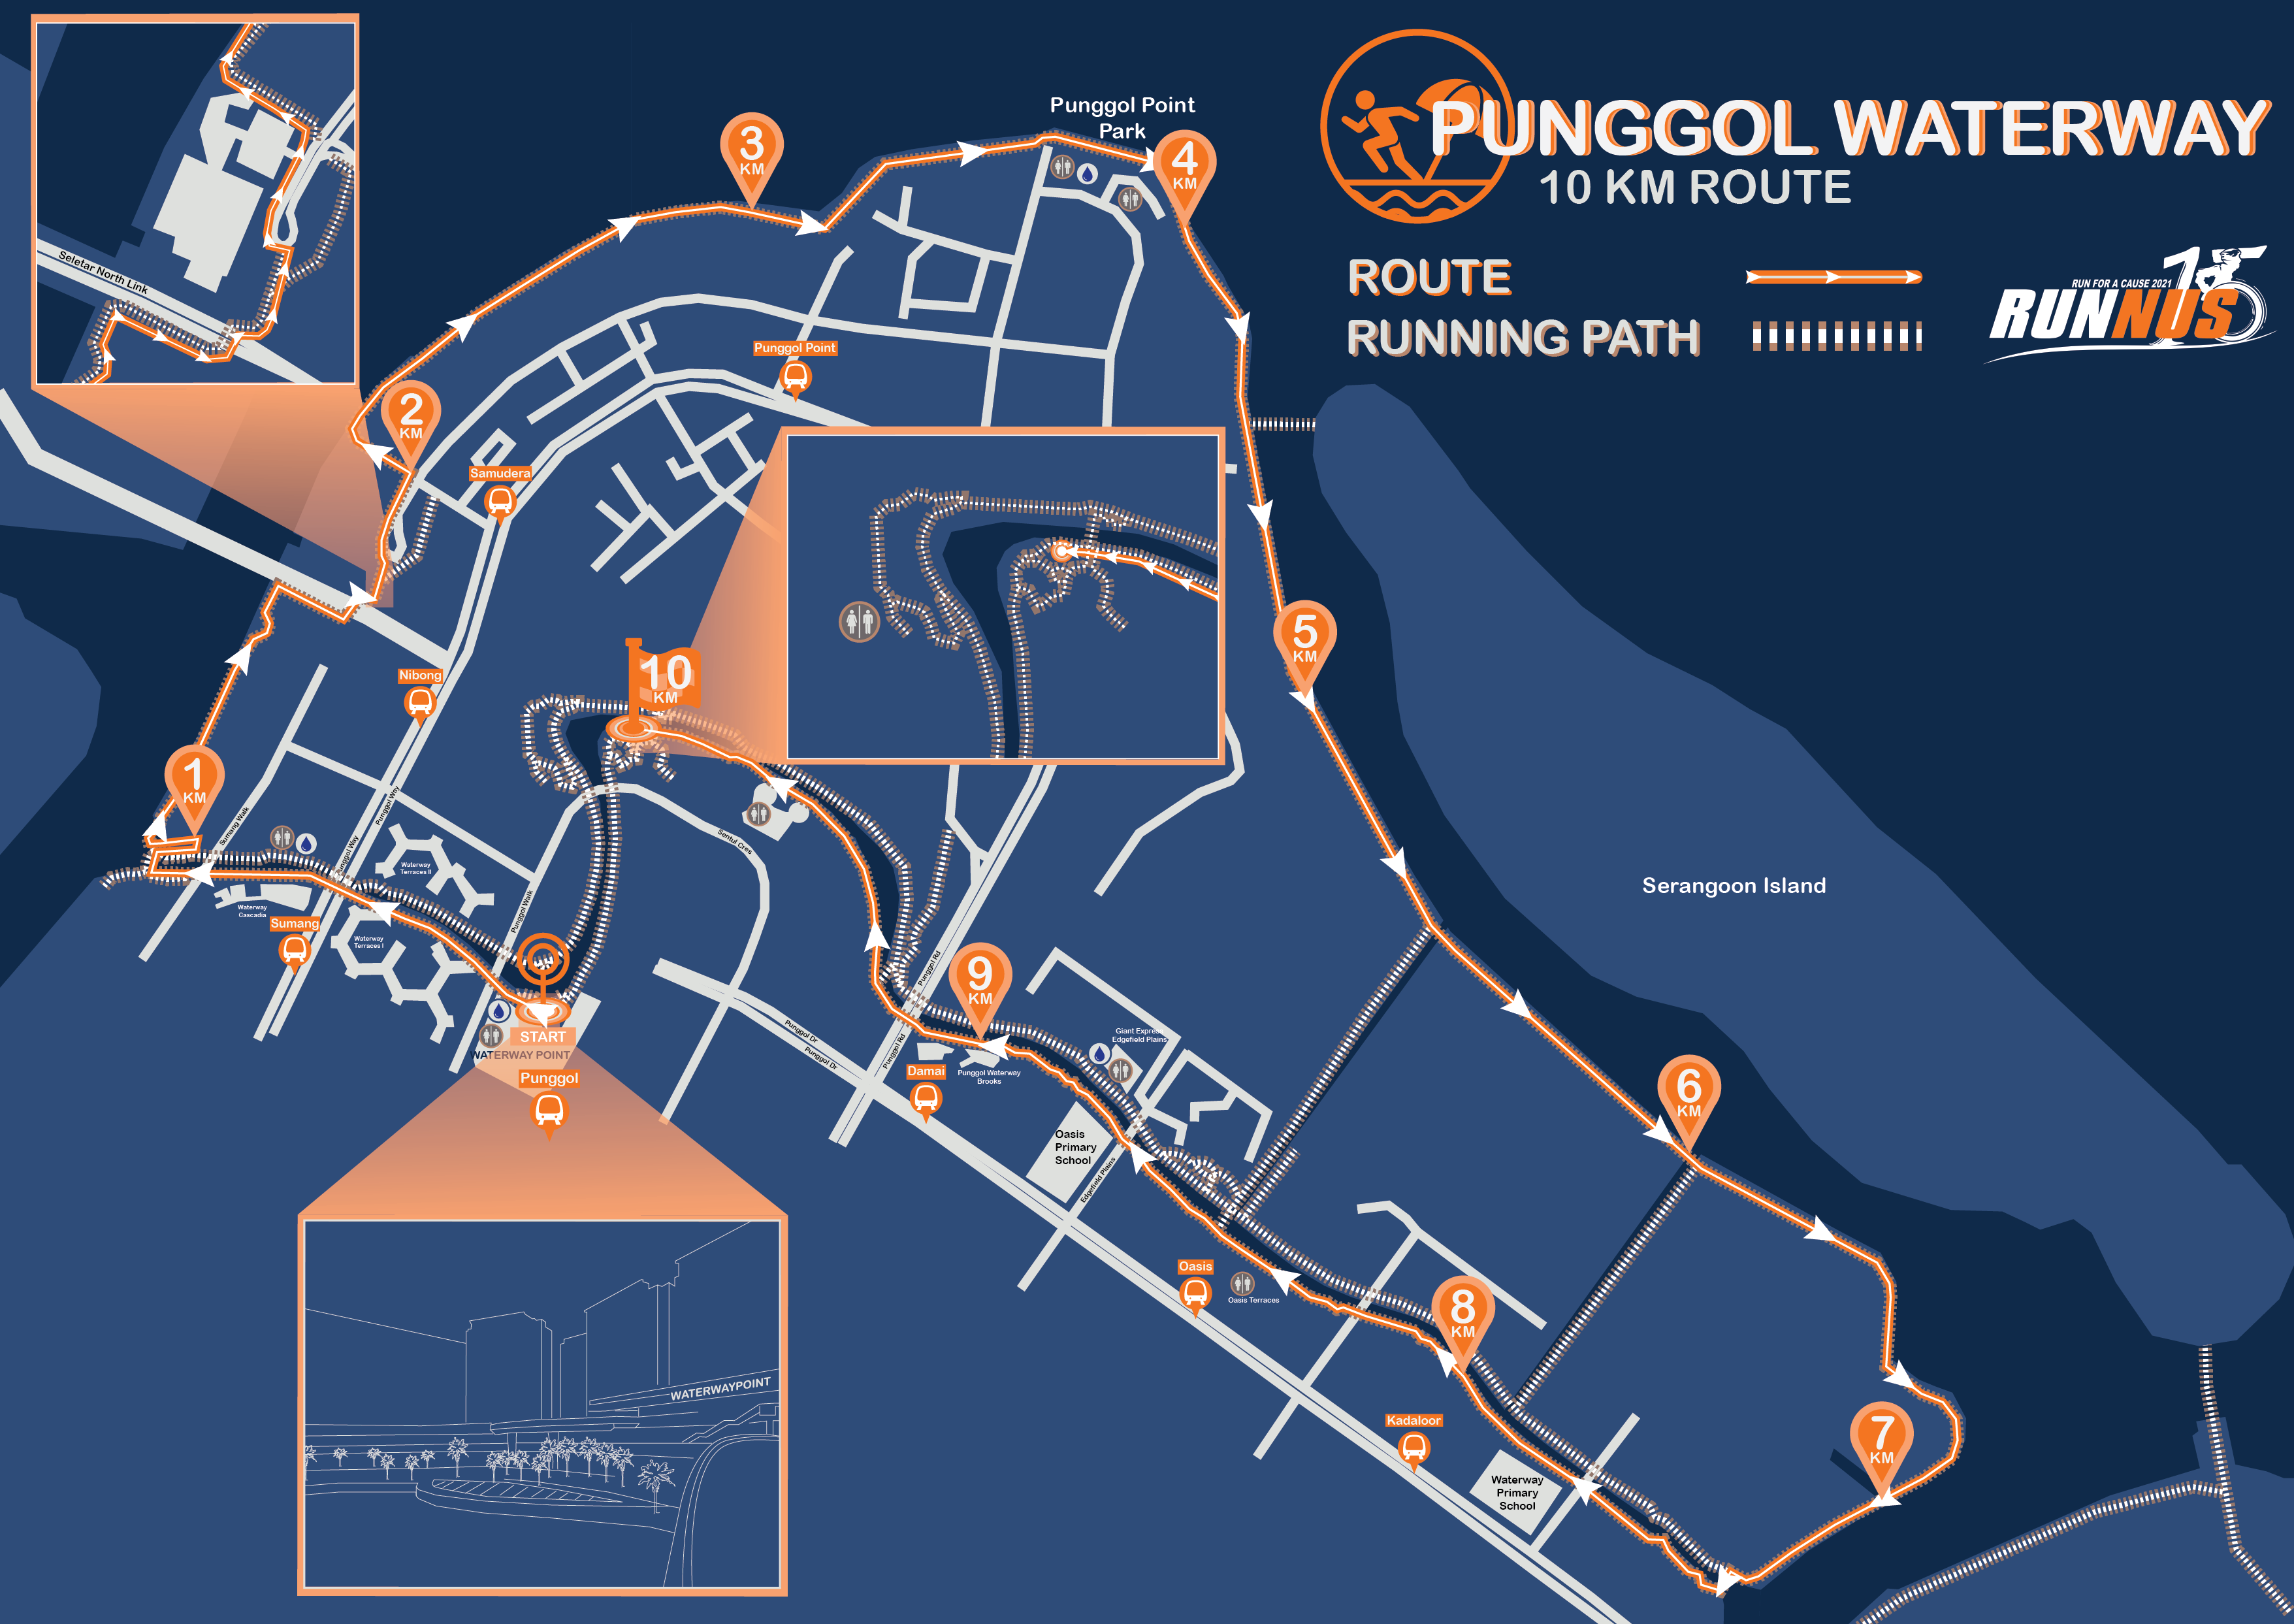 PUNGGOL WATERWAY
10 KM ROUTE
ROUTE
RUNNING PATH
RUN FOR A CAUSE 2021
RUNNUS 15
Seletar North Link
Punggol Point
Park
3
KM
4
KM
2
KM
Punggol Point
Samudera
5
KM
Nibong
10
KM
1
KM
Sumang Walk
Punggol Way
Punggol Way
Waterway
Terraces II
Sentul Cres
Waterway
Cascadia
Sumang
Waterway
Terraces I
Punggol Walk
Serangoon Island
START
WATERWAY POINT
Punggol
Punggol Dr
Punggol Dr
Punggol Rd
Punggol Rd
9
KM
Damai
Punggol Waterway
Brooks
Giant Express
Edgefield Plains
Oasis
Primary
School
Edgefield Plains
6
KM
Oasis
Oasis Terraces
8
KM
Kadaloor
7
KM
Waterway
Primary
School
WATERWAYPOINT